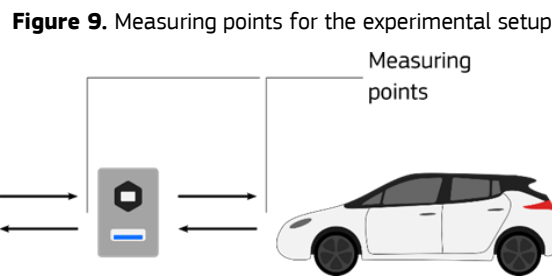 Figure 9. Measuring points for the experimental setup
Measuring
points